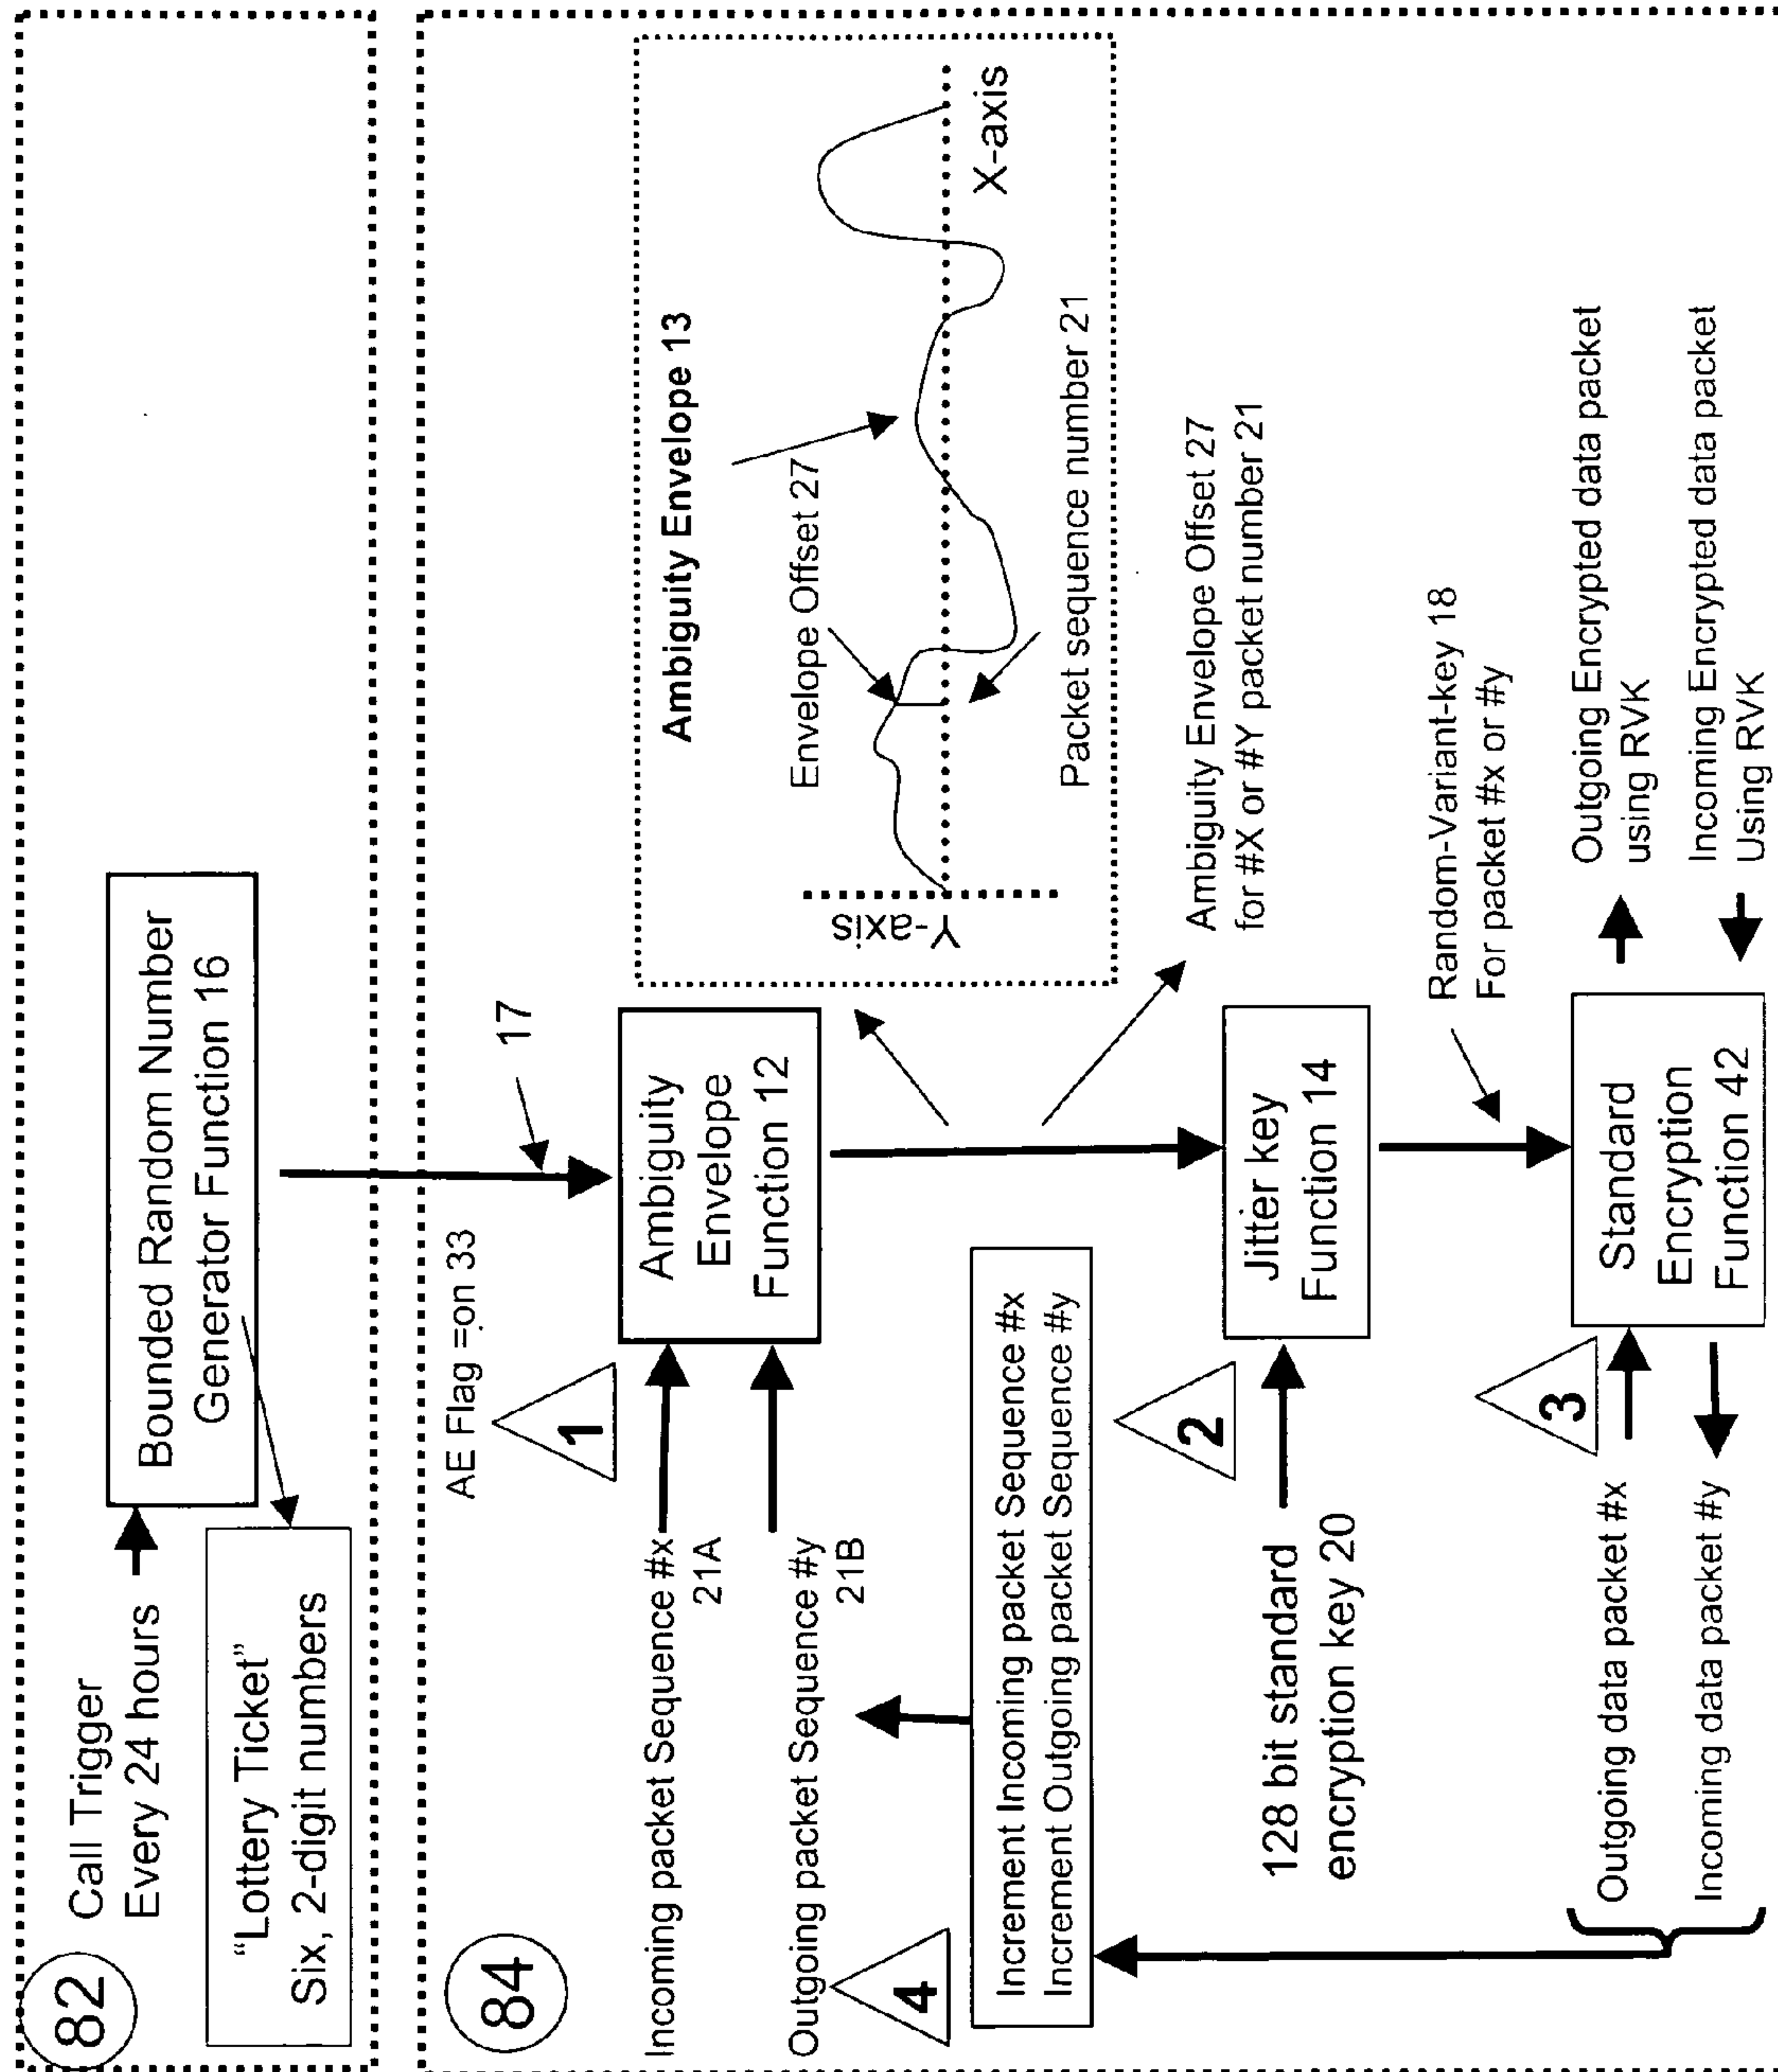 82
Call Trigger
Every 24 hours
Bounded Random Number
Generator Function 16
“Lottery Ticket”
Six, 2-digit numbers
84
AE Flag =on 33
17
1
Incoming packet Sequence #x
21A
Outgoing packet Sequence #y
21B
Ambiguity
Envelope
Function 12
Ambiguity Envelope 13
Envelope Offset 27
Y-axis
X-axis
Packet sequence number 21
4
Increment Incoming packet Sequence #x
Increment Outgoing packet Sequence #y
Ambiguity Envelope Offset 27
for #X or #Y packet number 21
2
128 bit standard
encryption key 20
Jitter key
Function 14
Random-Variant-key 18
For packet #x or #y
3
Outgoing data packet #x
Incoming data packet #y
Standard
Encryption
Function 42
Outgoing Encrypted data packet
using RVK
Incoming Encrypted data packet
Using RVK